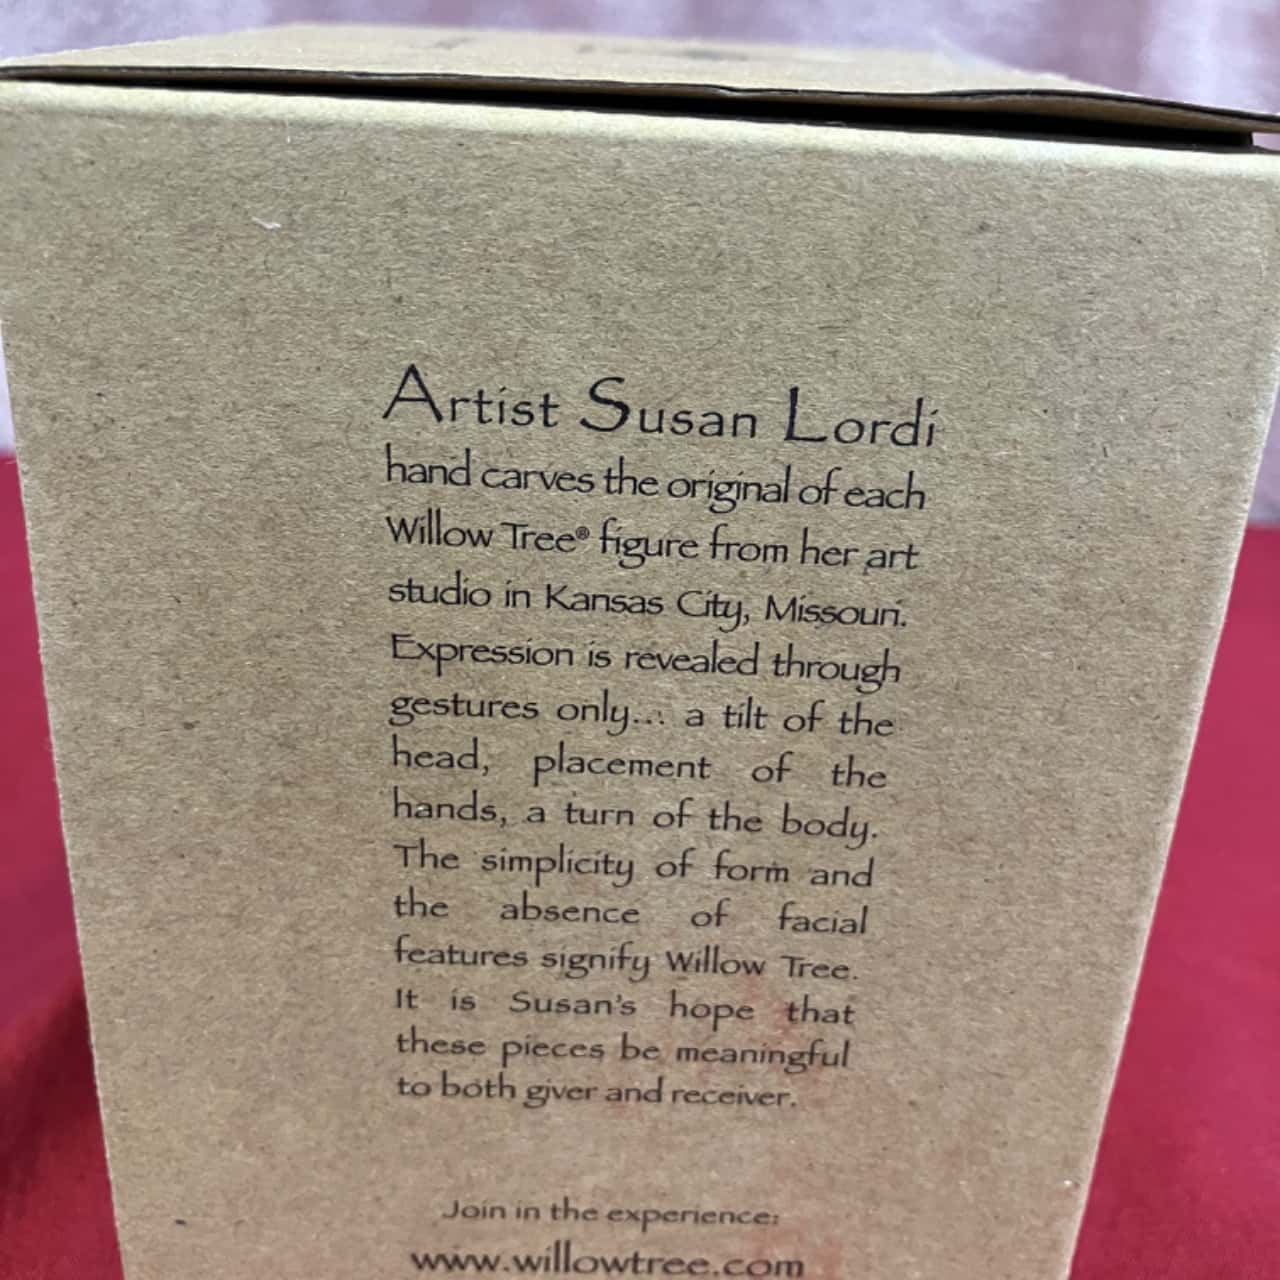 Artist Susan Lordi
hand carves the original of each
Willow Tree® figure from her art
studio in Kansas City, Missouri.
Expression is revealed through
gestures only... a tilt of the
head, placement of the
hands, a turn of the body.
The simplicity of form and
the absence of facial
features signify Willow Tree.
It is Susan's hope that
these pieces be meaningful
to both giver and receiver.
Join in the experience:
www.willowtree.com